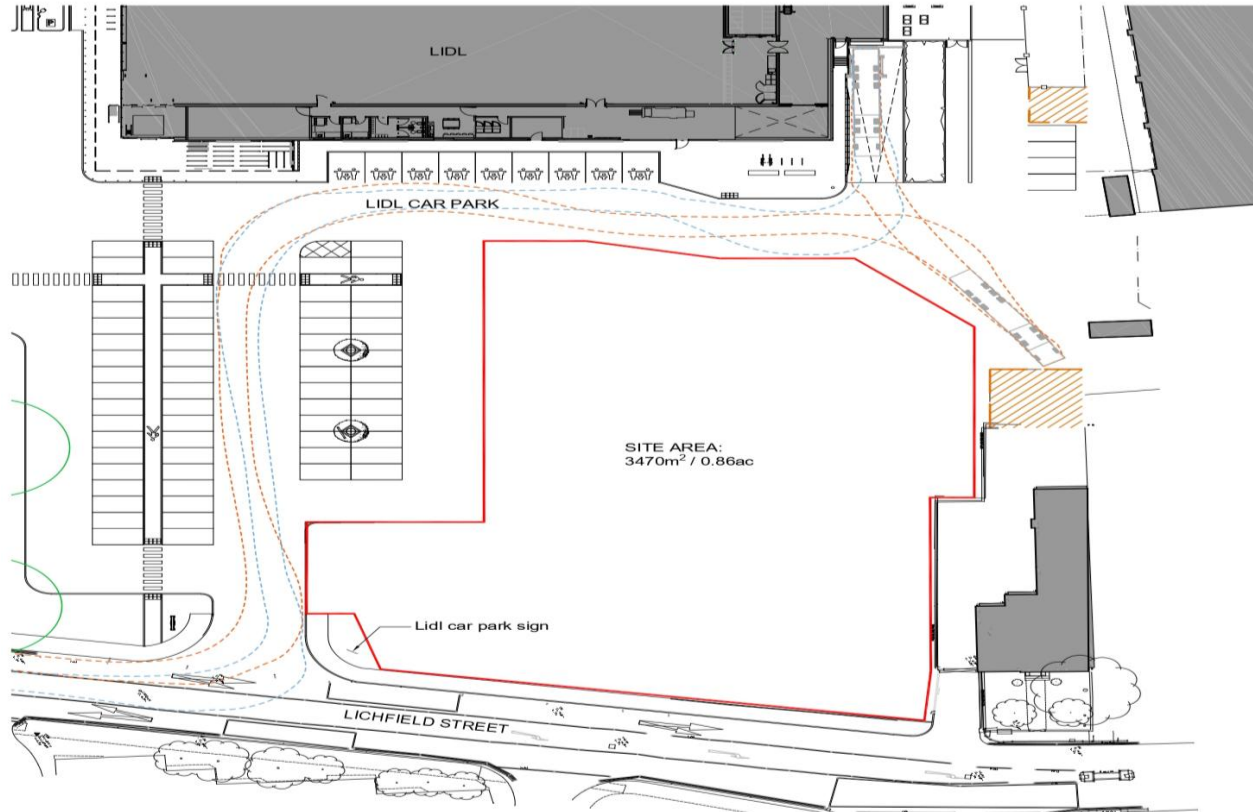 P
LIDL
LIDL CAR PARK
SITE AREA:
3470m² / 0.86ac
Lidl car park sign
LICHFIELD STREET